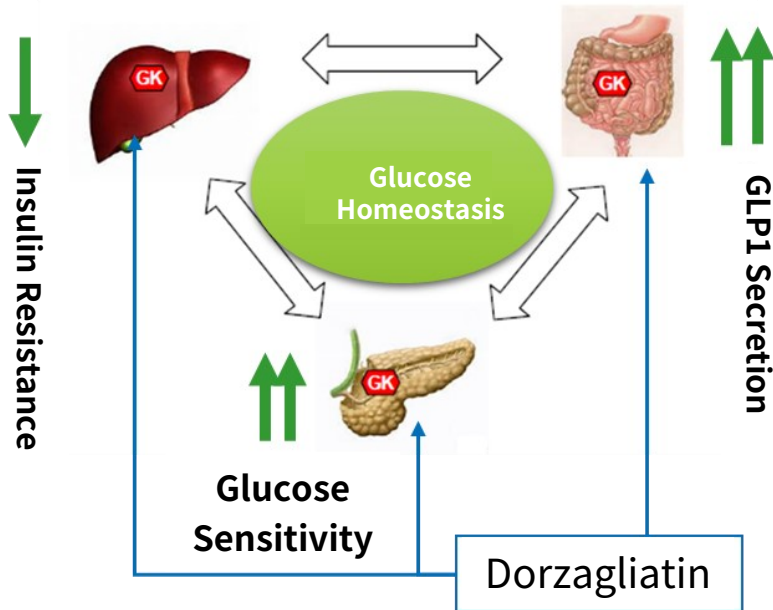 GK
GK
Insulin Resistance
Glucose
Homeostasis
GLP1 Secretion
GK
Glucose
Sensitivity
Dorzagliatin